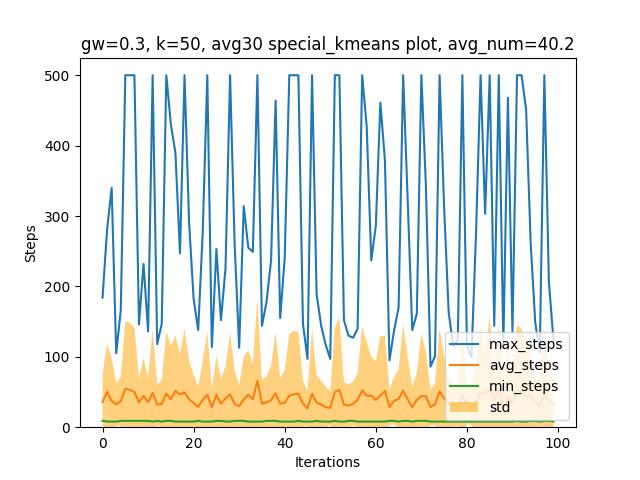 gw=0.3, k=50, avg30 special_kmeans plot, avg_num=40.2
500
400
300
200
100
0
Steps
max_steps
avg_steps
min_steps
std
0
20
40
60
80
100
Iterations